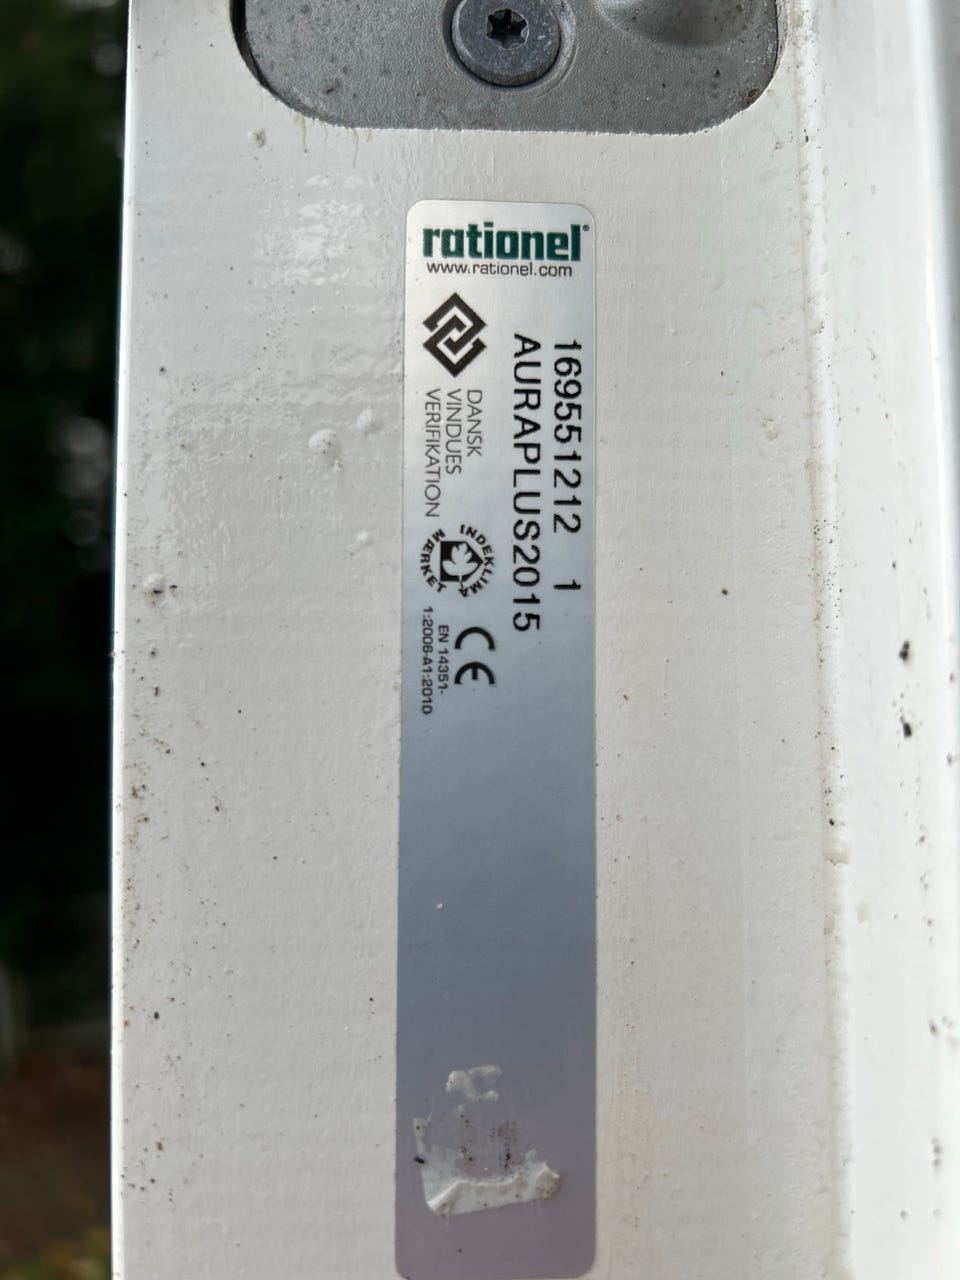 rationel®
www.rationel.com
169551212 1
AURAPLUS2015
DANSK
VINDUES
VERIFIKATION
INDEKLIMA
MÆRKET
CE
EN 14351-
1:2006-A1:2010